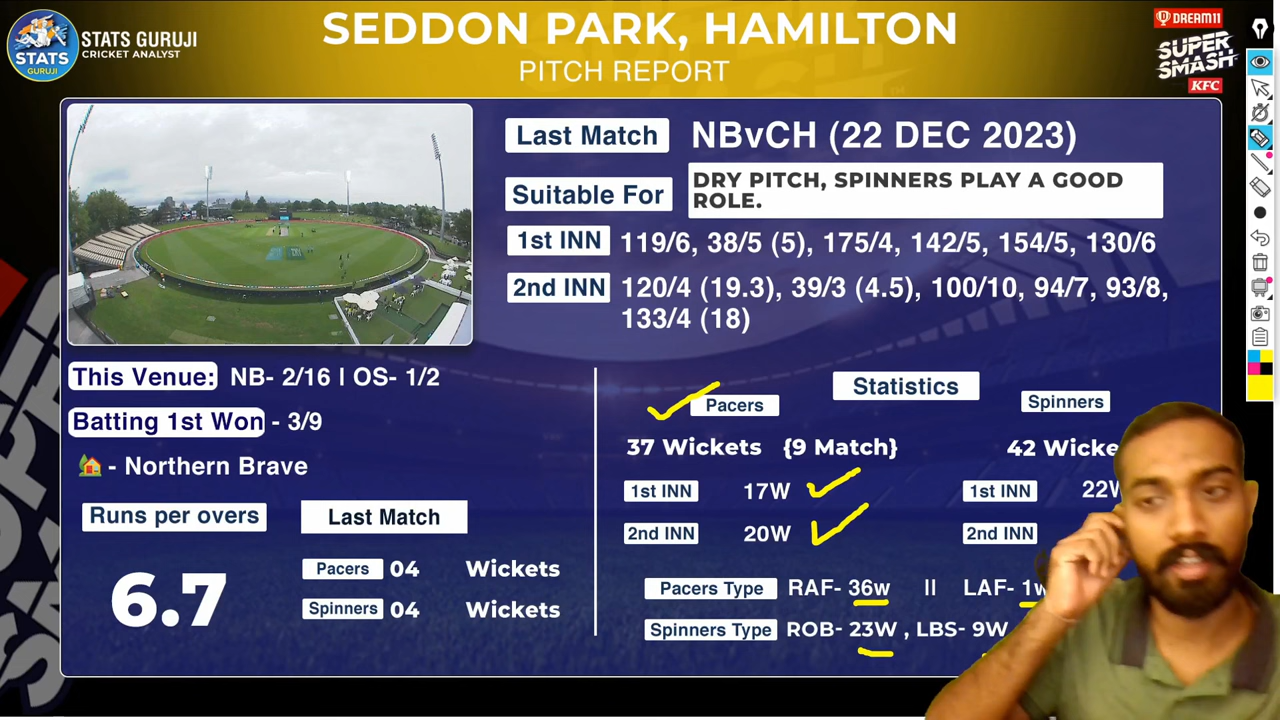 STATS GURUJI
CRICKET ANALYST
STATS
GURUJI
SEDDON PARK, HAMILTON
PITCH REPORT
DREAM11
SUPER
SMASH
KFC
Last Match NBvCH (22 DEC 2023)
Suitable For DRY PITCH, SPINNERS PLAY A GOOD
ROLE.
1st INN 119/6, 38/5 (5), 175/4, 142/5, 154/5, 130/6
2nd INN 120/4 (19.3), 39/3 (4.5), 100/10, 94/7, 93/8,
133/4 (18)
This Venue: NB- 2/16 I OS- 1/2
Batting 1st Won - 3/9
- Northern Brave
Runs per overs
6.7
Last Match
Pacers 04 Wickets
Spinners 04 Wickets
Statistics
Pacers
Spinners
37 Wickets {9 Match}
42
1st INN 17W
1st INN
2nd INN 20W
2nd INN
Pacers Type RAF- 36w II LAF-
Spinners Type ROB- 23W , LBS- 9W